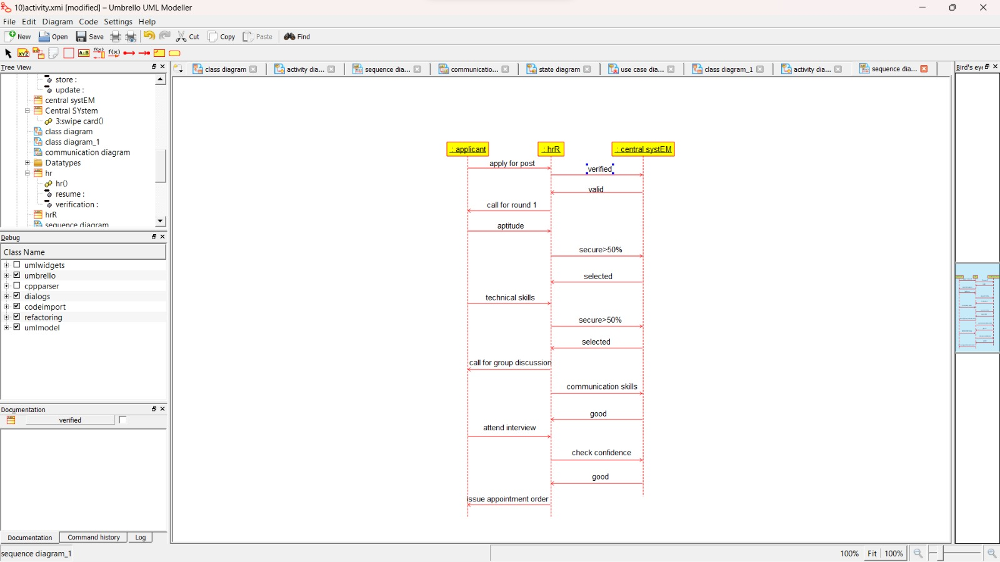 10)activity.xmi [modified] – Umbrello UML Modeller
File Edit Diagram Code Settings Help
New Open Save Cut Copy Paste Find
XYZ A:B f(x) f(x)
Tree View
store :
update :
central systEM
Central SYstem
3:swipe card()
class diagram
class diagram_1
communication diagram
Datatypes
hr
hr()
resume :
verification :
hrR
sequence diagram
Debug
Class Name
umlwidgets
umbrello
cppparser
dialogs
codeimport
refactoring
umlmodel
Documentation
verified
Documentation Command history Log
sequence diagram_1
class diagram activity dia... sequence dia... communicatio... state diagram use case dia... class diagram_1 activity dia... sequence dia...
: applicant : hrR : central systEM
apply for post
verified
valid
call for round 1
aptitude
secure>50%
selected
technical skills
secure>50%
selected
call for group discussion
communication skills
good
attend interview
check confidence
good
issue appointment order
Bird's eye
100% Fit 100%